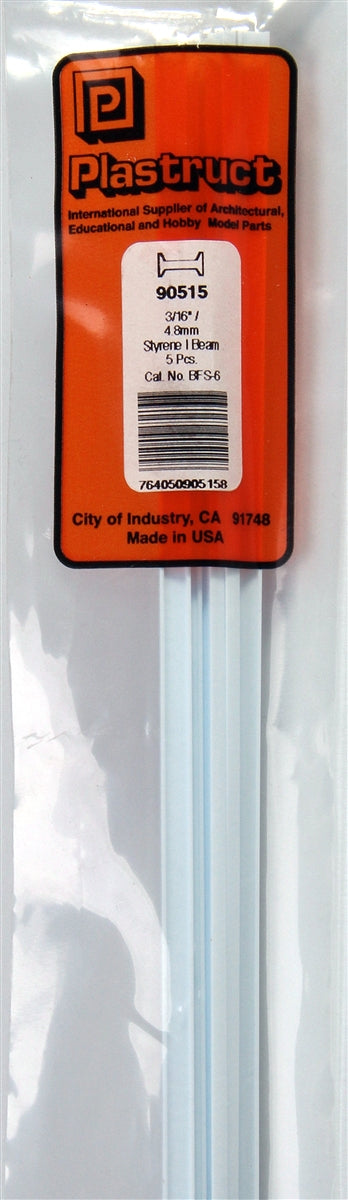 P
Plastruct
International Supplier of Architectural,
Educational and Hobby Model Parts
90515
3/16" /
4.8mm
Styrene I Beam
5 Pcs.
Cat. No. BFS-6
764050905158
City of Industry, CA 91748
Made in USA